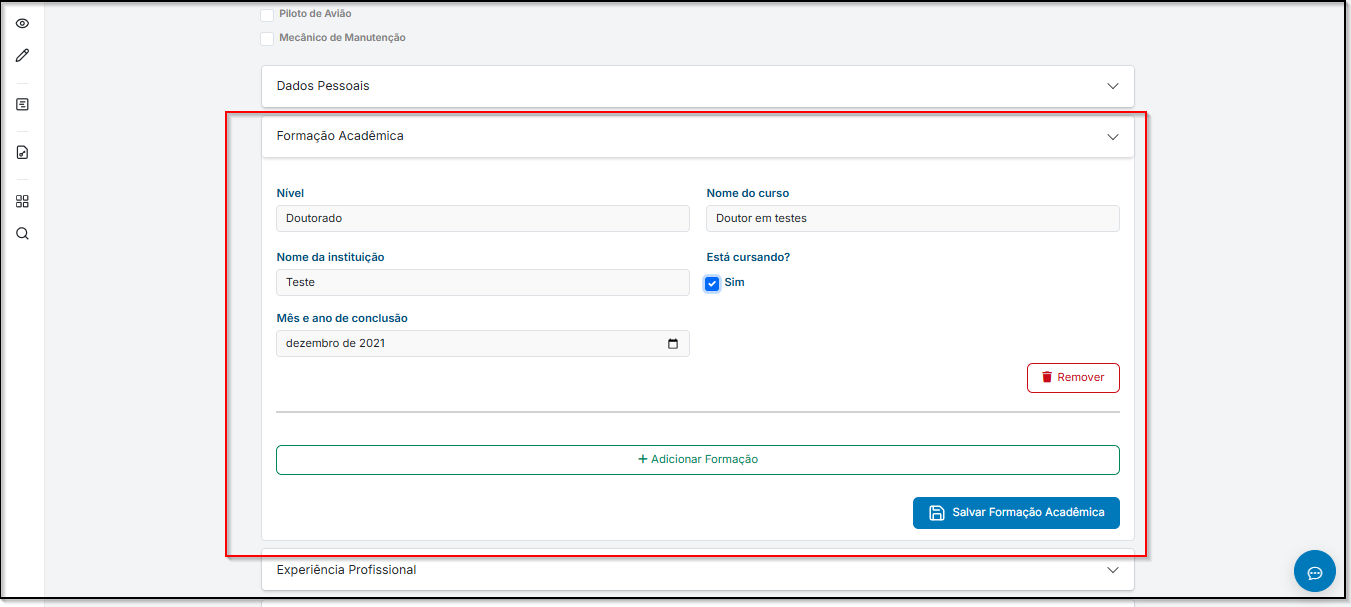 Piloto de Avião
Mecânico de Manutenção
Dados Pessoais
Formação Acadêmica
Nível
Nome do curso
Doutorado
Doutor em testes
Nome da instituição
Está cursando?
Teste
Sim
Mês e ano de conclusão
dezembro de 2021
Remover
+ Adicionar Formação
Salvar Formação Acadêmica
Experiência Profissional